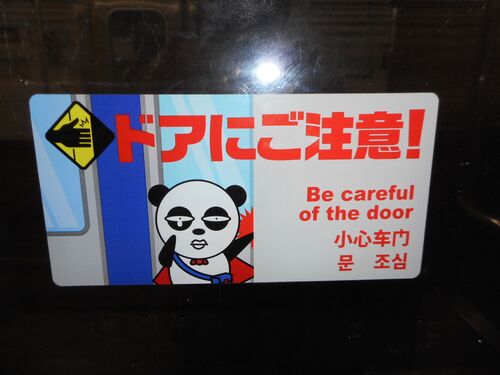 ドアにご注意!
Be careful
of the door
小心车门
문 조심